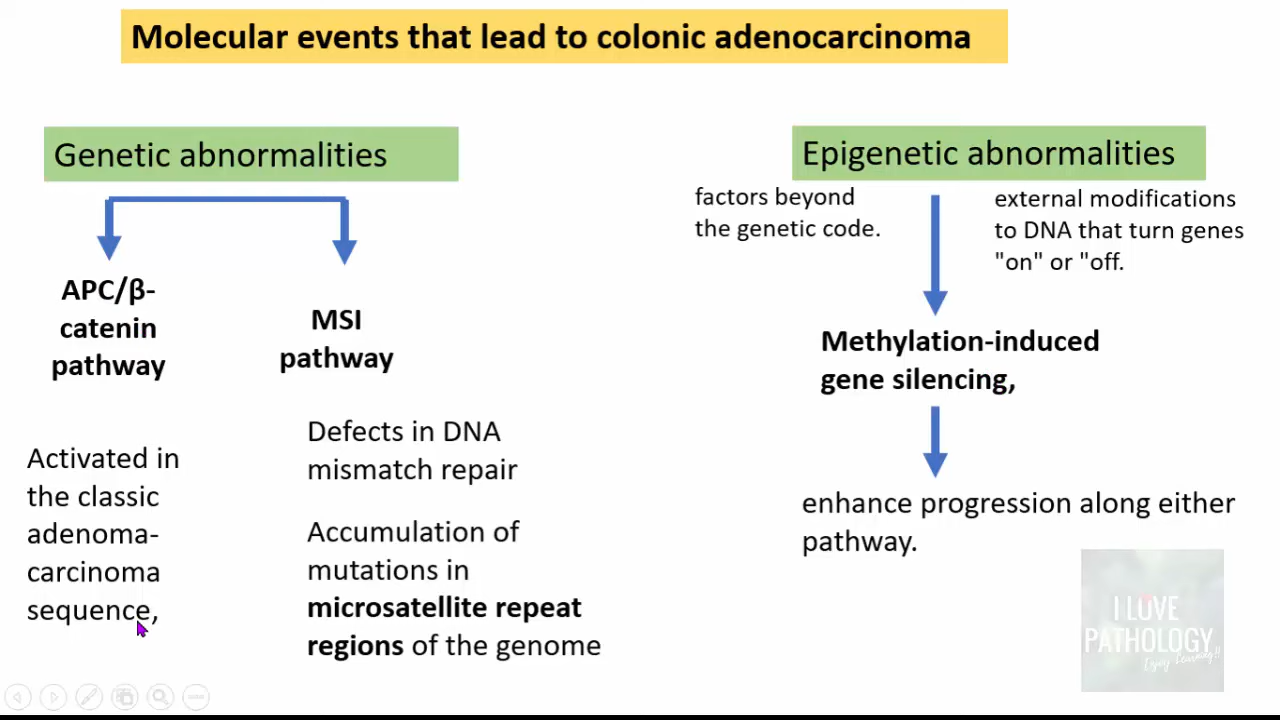 Molecular events that lead to colonic adenocarcinoma
Genetic abnormalities
APC/β-
catenin
pathway
Activated in
the classic
adenoma-
carcinoma
sequence,
MSI
pathway
Defects in DNA
mismatch repair
Accumulation of
mutations in
microsatellite repeat
regions of the genome
Epigenetic abnormalities
factors beyond
the genetic code.
external modifications
to DNA that turn genes
"on" or "off.
Methylation-induced
gene silencing,
enhance progression along either
pathway.
I LOVE
PATHOLOGY
Enjoy Learning!!